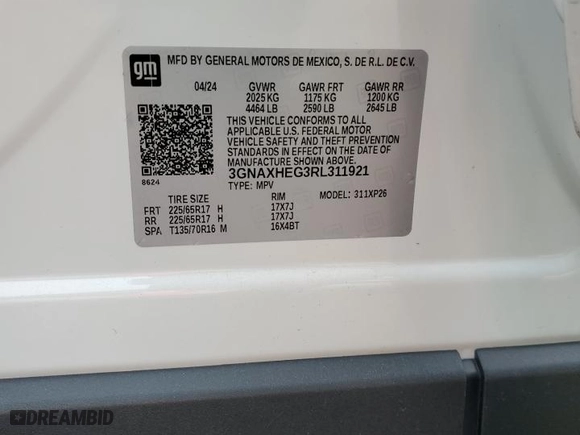 gm
MFD BY GENERAL MOTORS DE MEXICO, S. DE R.L. DE C.V.
04/24 GVWR GAWR FRT GAWR RR
2025 KG 1175 KG 1200 KG
4464 LB 2590 LB 2645 LB
THIS VEHICLE CONFORMS TO ALL
APPLICABLE U.S. FEDERAL MOTOR
VEHICLE SAFETY AND THEFT PREVENTION
STANDARDS IN EFFECT ON THE DATE OF
MANUFACTURE SHOWN ABOVE.
3GNAXHEG3RL311921
8624
TYPE: MPV
TIRE SIZE RIM MODEL: 311XP26
FRT 225/65R17 H 17X7J
RR 225/65R17 H 17X7J
SPA T135/70R16 M 16X4BT
DREAMBID